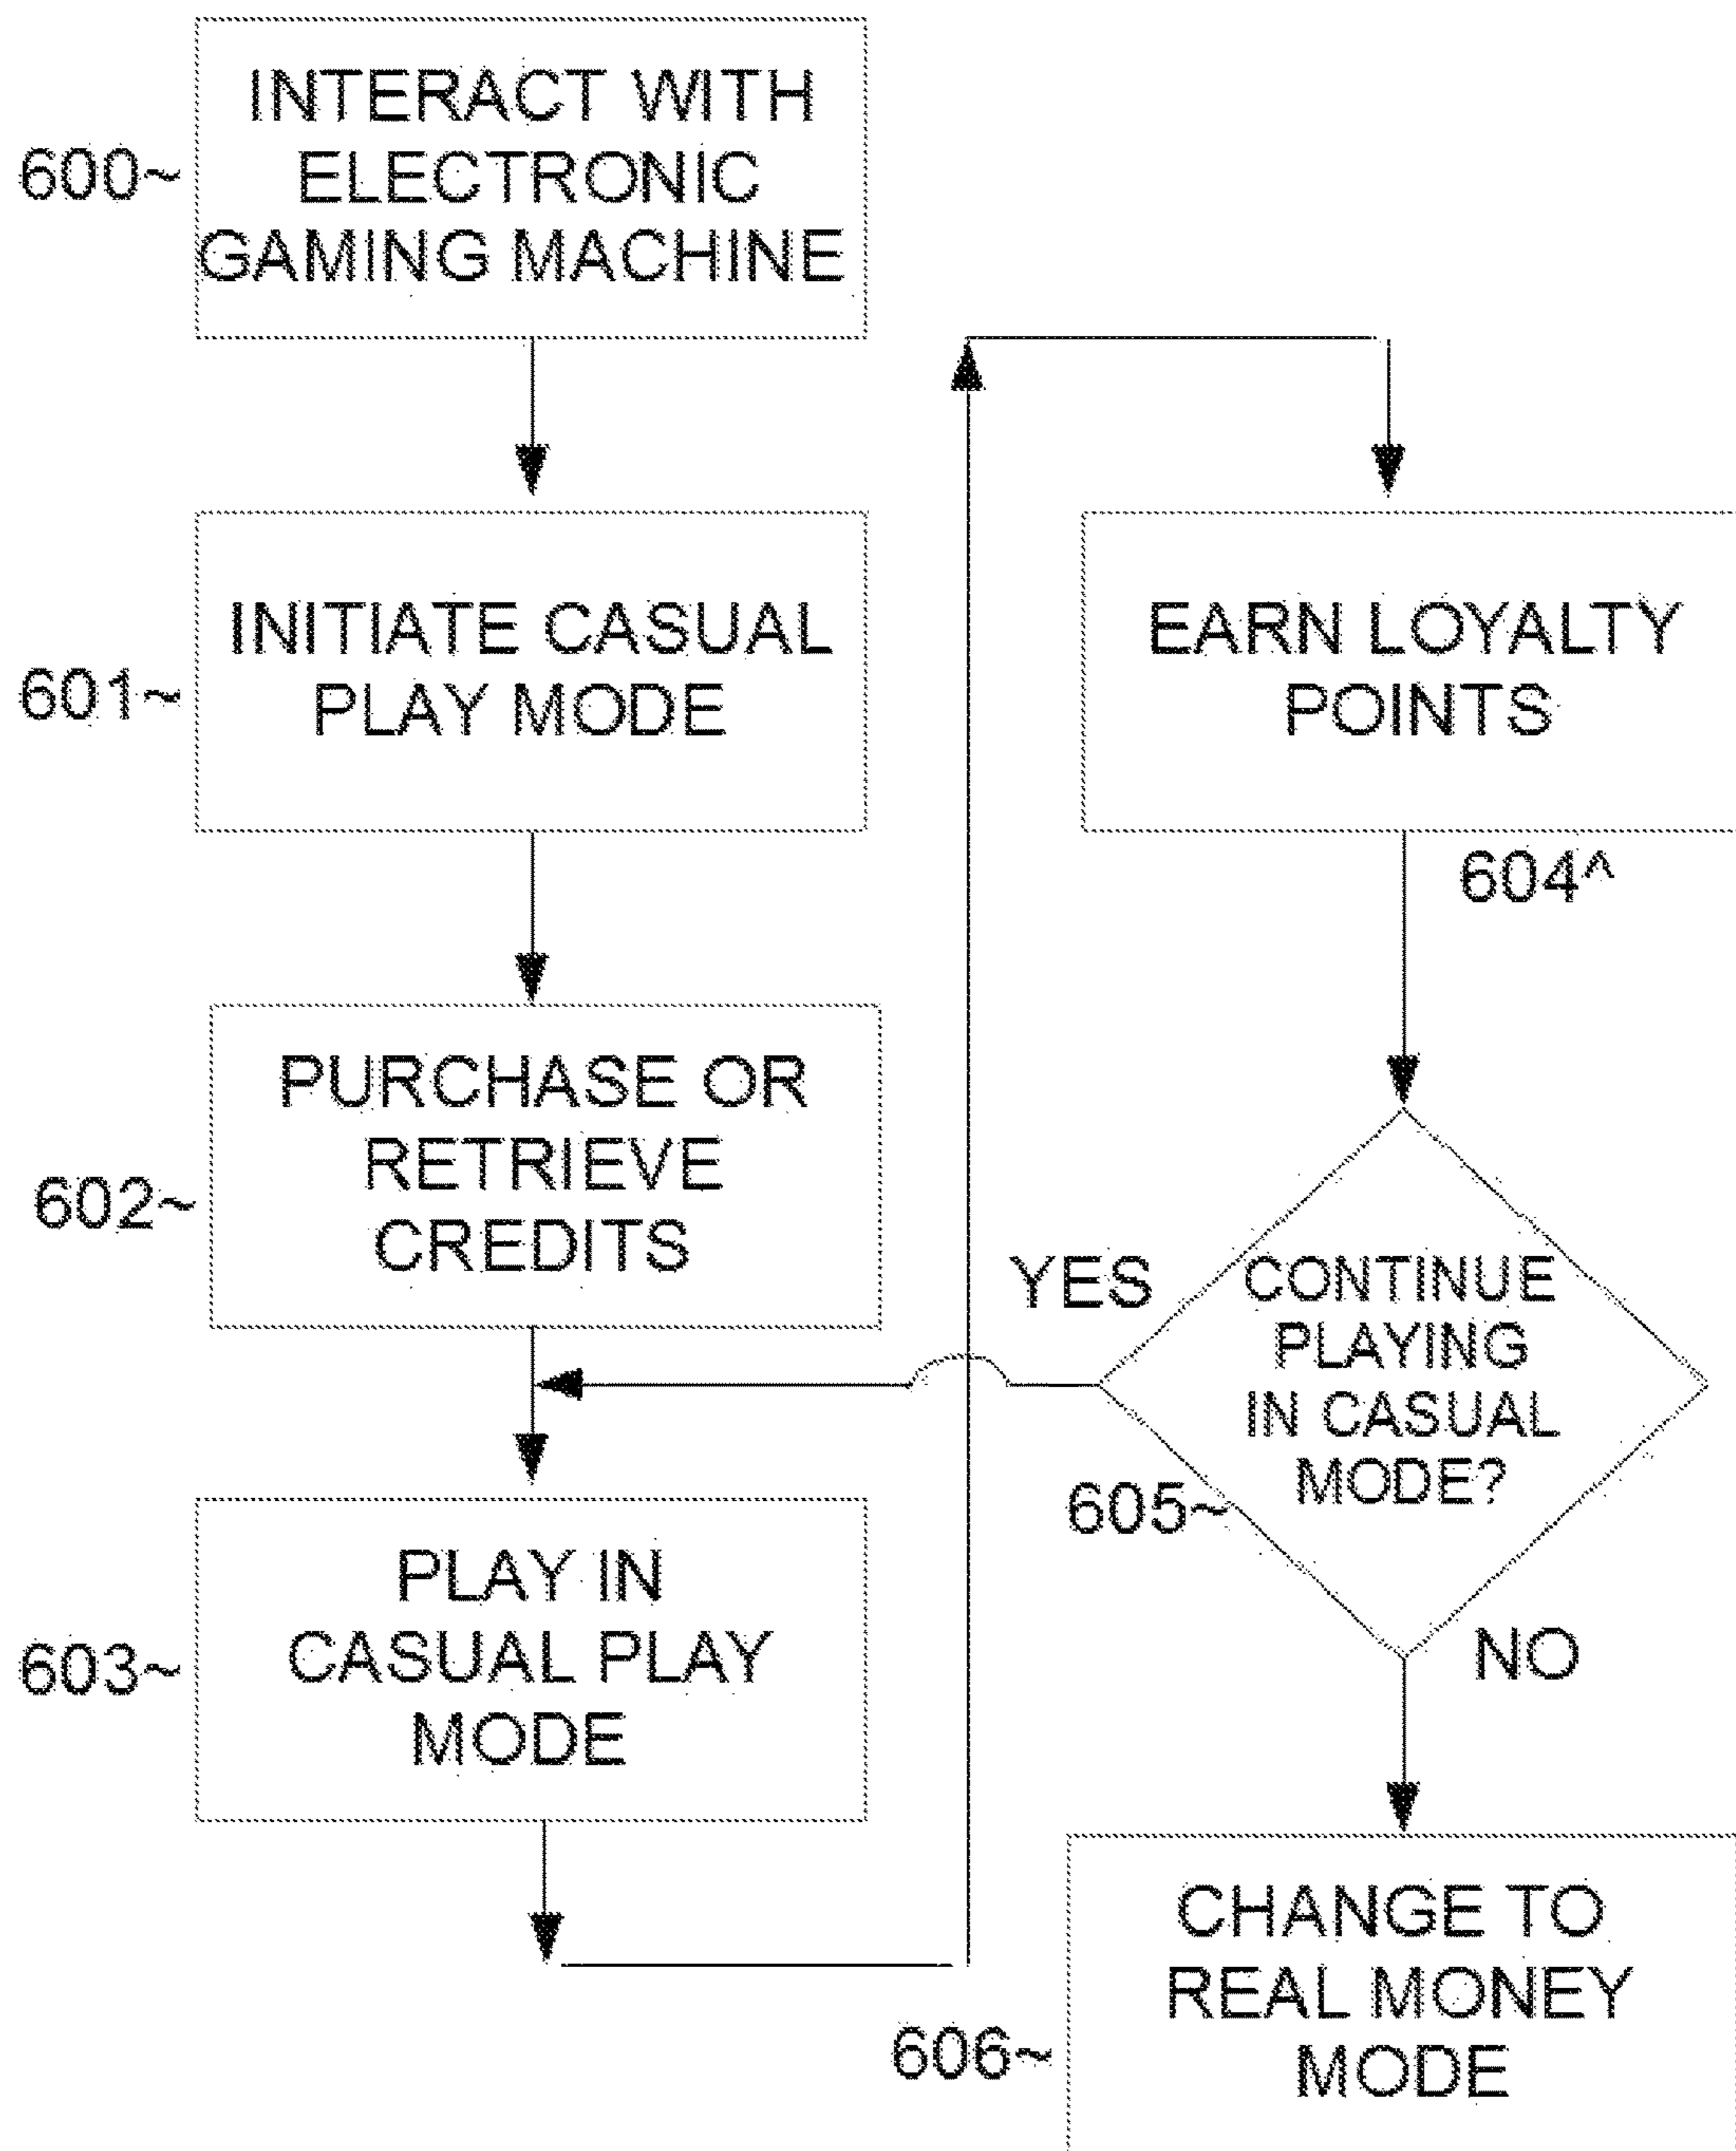 600~
INTERACT WITH
ELECTRONIC
GAMING MACHINE
601~
INITIATE CASUAL
PLAY MODE
602~
PURCHASE OR
RETRIEVE
CREDITS
603~
PLAY IN
CASUAL PLAY
MODE
EARN LOYALTY
POINTS
604^
YES
CONTINUE
PLAYING
IN CASUAL
MODE?
605~
NO
606~
CHANGE TO
REAL MONEY
MODE